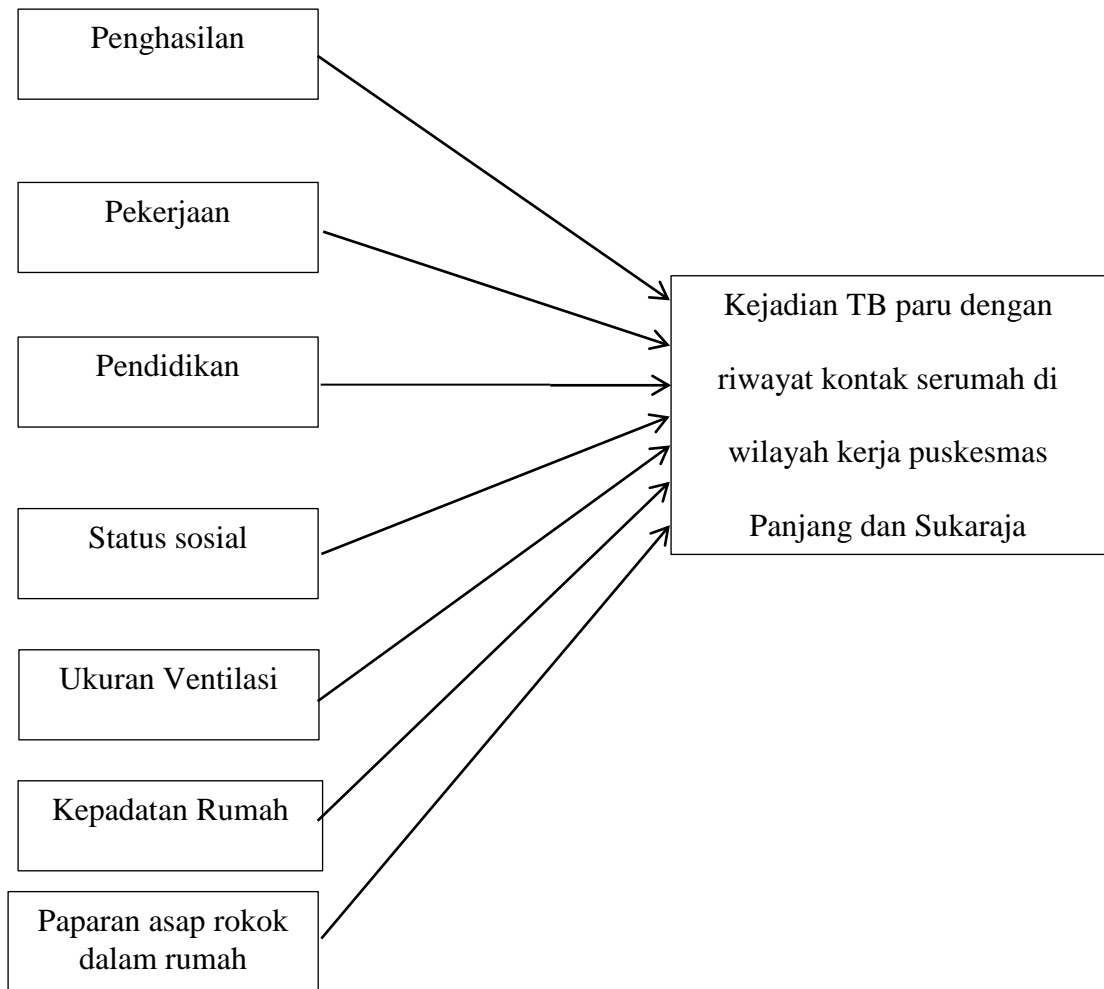 Penghasilan
Pekerjaan
Pendidikan
Status sosial
Ukuran Ventilasi
Kepadatan Rumah
Paparan asap rokok
dalam rumah
Kejadian TB paru dengan
riwayat kontak serumah di
wilayah kerja puskesmas
Panjang dan Sukaraja